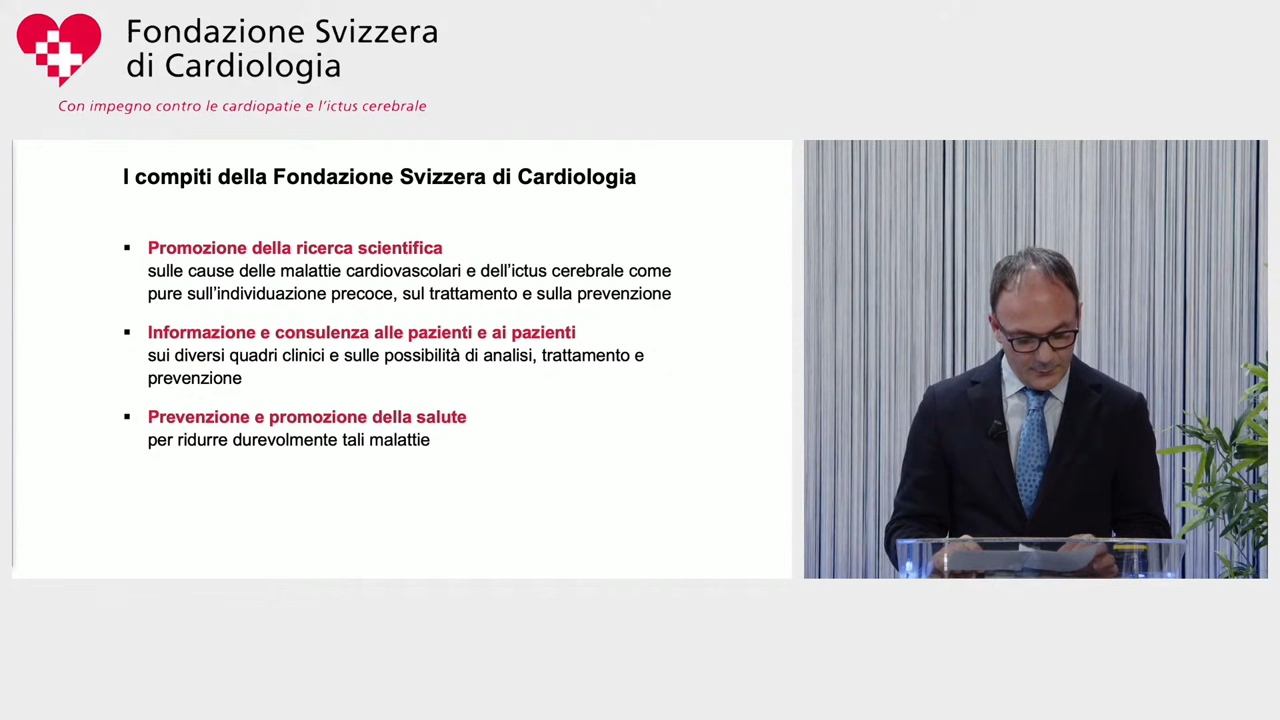 Fondazione Svizzera
di Cardiologia
Con impegno contro le cardiopatie e l'ictus cerebrale
I compiti della Fondazione Svizzera di Cardiologia
▪ Promozione della ricerca scientifica
sulle cause delle malattie cardiovascolari e dell'ictus cerebrale come
pure sull'individuazione precoce, sul trattamento e sulla prevenzione
▪ Informazione e consulenza alle pazienti e ai pazienti
sui diversi quadri clinici e sulle possibilità di analisi, trattamento e
prevenzione
▪ Prevenzione e promozione della salute
per ridurre durevolmente tali malattie